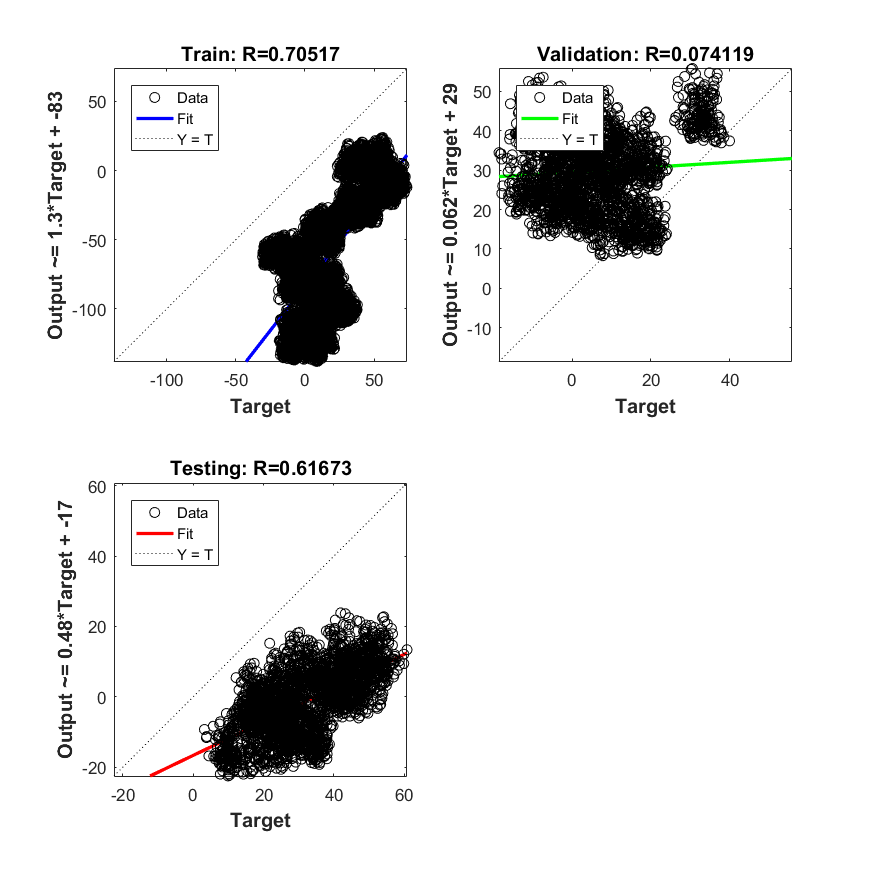 Train: R=0.70517
Output ~= 1.3*Target + -83
50
0
-50
-100
Data
Fit
Y = T
-100
-50
0
50
Target
Validation: R=0.074119
Output ~= 0.062*Target + 29
50
40
30
20
10
0
-10
Data
Fit
Y = T
0
20
40
Target
Testing: R=0.61673
Output ~= 0.48*Target + -17
60
40
20
0
-20
Data
Fit
Y = T
-20
0
20
40
60
Target